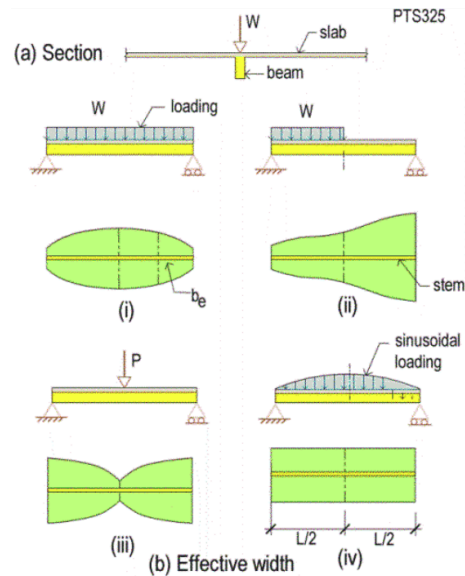 PTS325
W
slab
(a) Section
beam
W
loading
W
be
(i)
(ii)
stem
P
sinusoidal
loading
(iii)
L/2
L/2
(iv)
(b) Effective width